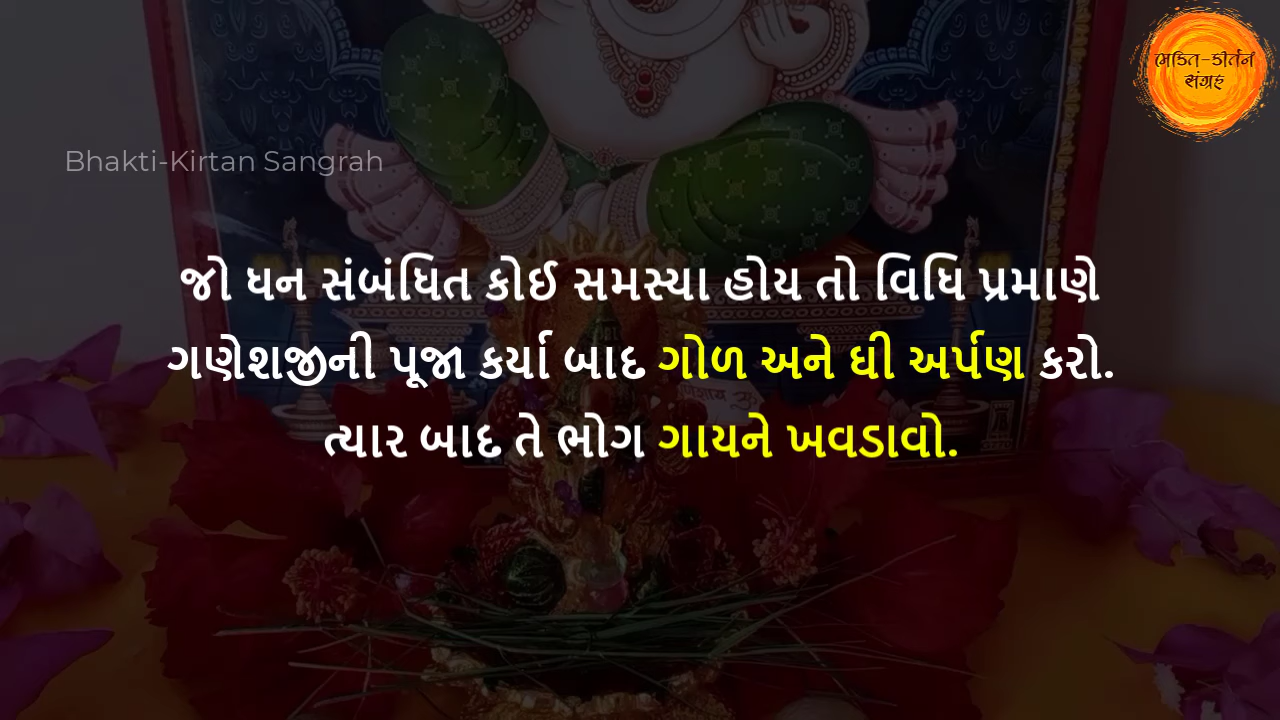 ભક્તિ-કીર્તન
સંગ્રહ
Bhakti-Kirtan Sangrah
જો ધન સંબંધિત કોઈ સમસ્યા હોય તો વિધિ પ્રમાણે
ગણેશજીની પૂજા કર્યા બાદ ગોળ અને ઘી અર્પણ કરો.
ત્યાર બાદ તે ભોગ ગાયને ખવડાવો.